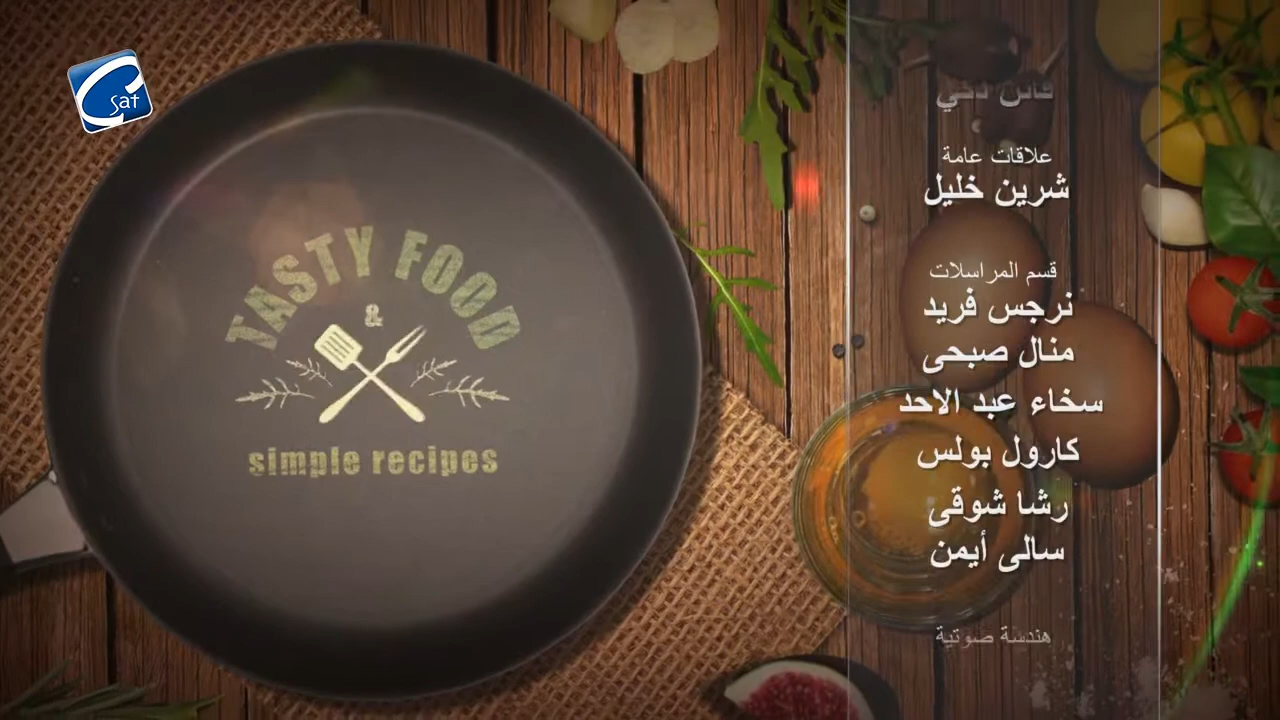 C
Sat
TASTY FOOD
&
simple recipes
علاقات عامة
شرين خليل
قسم المراسلات
نرجس فريد
منال صبحى
سخاء عبد الاحد
كارول بولس
رشا شوقى
سالى أيمن
هندسة صوتية